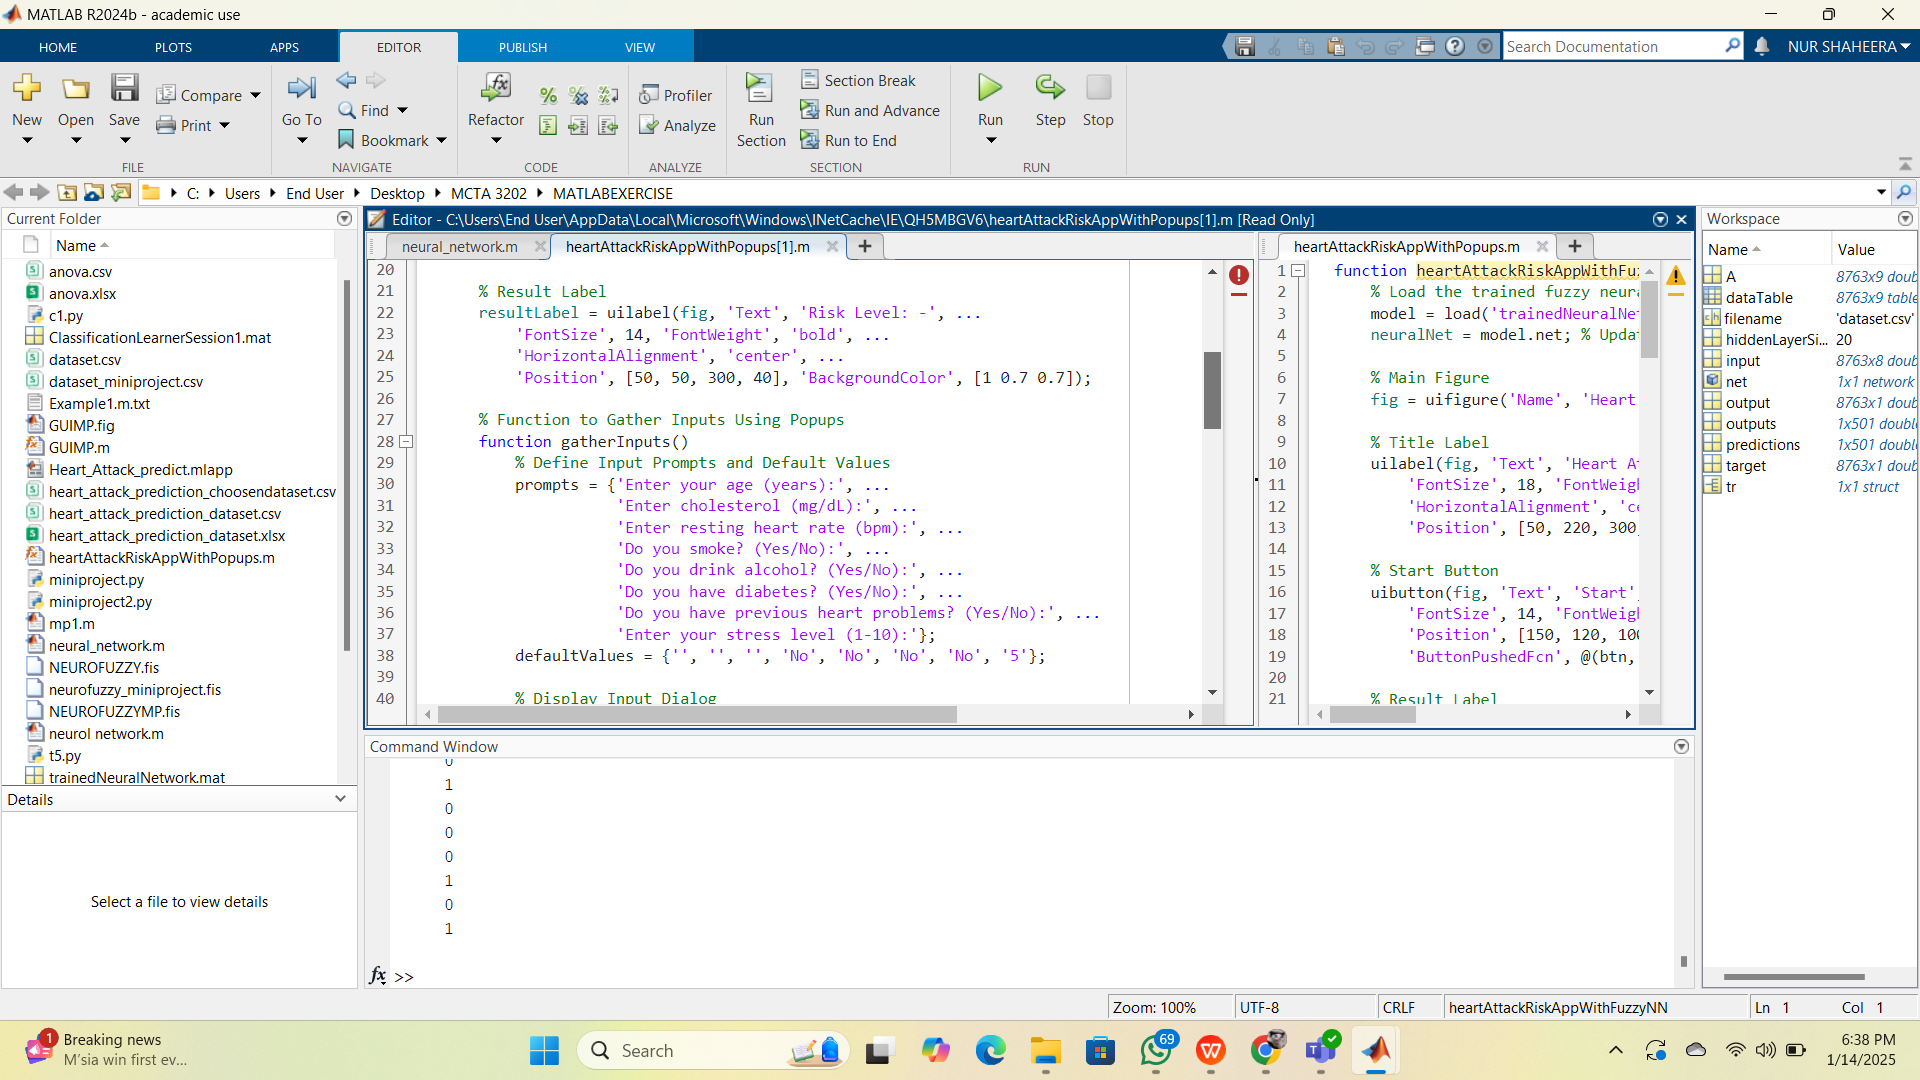 MATLAB R2024b - academic use
HOME PLOTS APPS EDITOR PUBLISH VIEW
Search Documentation
NUR SHAHEERA
New Open Save Compare Print
FILE
Go To Find Bookmark
NAVIGATE
Refactor
CODE
Profiler Analyze
ANALYZE
Run Section
Section Break
Run and Advance
Run to End
SECTION
Run Step Stop
RUN
C: Users End User Desktop MCTA 3202 MATLABEXERCISE
Current Folder
Name
anova.csv
anova.xlsx
c1.py
ClassificationLearnerSession1.mat
dataset.csv
dataset_miniproject.csv
Example1.m.txt
GUIMP.fig
GUIMP.m
Heart_Attack_predict.mlapp
heart_attack_prediction_choosendataset.csv
heart_attack_prediction_dataset.csv
heart_attack_prediction_dataset.xlsx
heartAttackRiskAppWithPopups.m
miniproject.py
miniproject2.py
mp1.m
neural_network.m
NEUROFUZZY.fis
neurofuzzy_miniproject.fis
NEUROFUZZYMP.fis
neurol network.m
t5.py
trainedNeuralNetwork.mat
Details
Select a file to view details
Editor - C:\Users\End User\AppData\Local\Microsoft\Windows\INetCache\IE\QH5MBGV6\heartAttackRiskAppWithPopups[1].m [Read Only]
neural_network.m
heartAttackRiskAppWithPopups[1].m
20
21 % Result Label
22 resultLabel = uilabel(fig, 'Text', 'Risk Level: -', ...
23 'FontSize', 14, 'FontWeight', 'bold', ...
24 'HorizontalAlignment', 'center', ...
25 'Position', [50, 50, 300, 40], 'BackgroundColor', [1 0.7 0.7]);
26
27 % Function to Gather Inputs Using Popups
28 function gatherInputs()
29 % Define Input Prompts and Default Values
30 prompts = {'Enter your age (years):', ...
31 'Enter cholesterol (mg/dL):', ...
32 'Enter resting heart rate (bpm):', ...
33 'Do you smoke? (Yes/No):', ...
34 'Do you drink alcohol? (Yes/No):', ...
35 'Do you have diabetes? (Yes/No):', ...
36 'Do you have previous heart problems? (Yes/No):', ...
37 'Enter your stress level (1-10):'};
38 defaultValues = {'', '', '', 'No', 'No', 'No', 'No', '5'};
39
40 % Display Input Dialog
heartAttackRiskAppWithPopups.m
1 function heartAttackRiskAppWithFu
2 % Load the trained fuzzy neura
3 model = load('trainedNeuralNe
4 neuralNet = model.net; % Upda
5
6 % Main Figure
7 fig = uifigure('Name', 'Heart
8
9 % Title Label
10 uilabel(fig, 'Text', 'Heart A
11 'FontSize', 18, 'FontWeigh
12 'HorizontalAlignment', 'ce
13 'Position', [50, 220, 300,
14
15 % Start Button
16 uibutton(fig, 'Text', 'Start'
17 'FontSize', 14, 'FontWeigh
18 'Position', [150, 120, 100
19 'ButtonPushedFcn', @(btn,
20
21 % Result Label
Command Window
0
1
0
0
0
1
0
1
fx >>
Workspace
Name Value
A 8763x9 doub
dataTable 8763x9 table
filename 'dataset.csv'
hiddenLayerSi... 20
input 8763x8 doub
net 1x1 network
output 8763x1 doub
outputs 1x501 doubl
predictions 1x501 doubl
target 8763x1 doub
tr 1x1 struct
Zoom: 100% UTF-8 CRLF heartAttackRiskAppWithFuzzyNN Ln 1 Col 1
1
Breaking news
M'sia win first ev...
Search
69
6:38 PM
1/14/2025